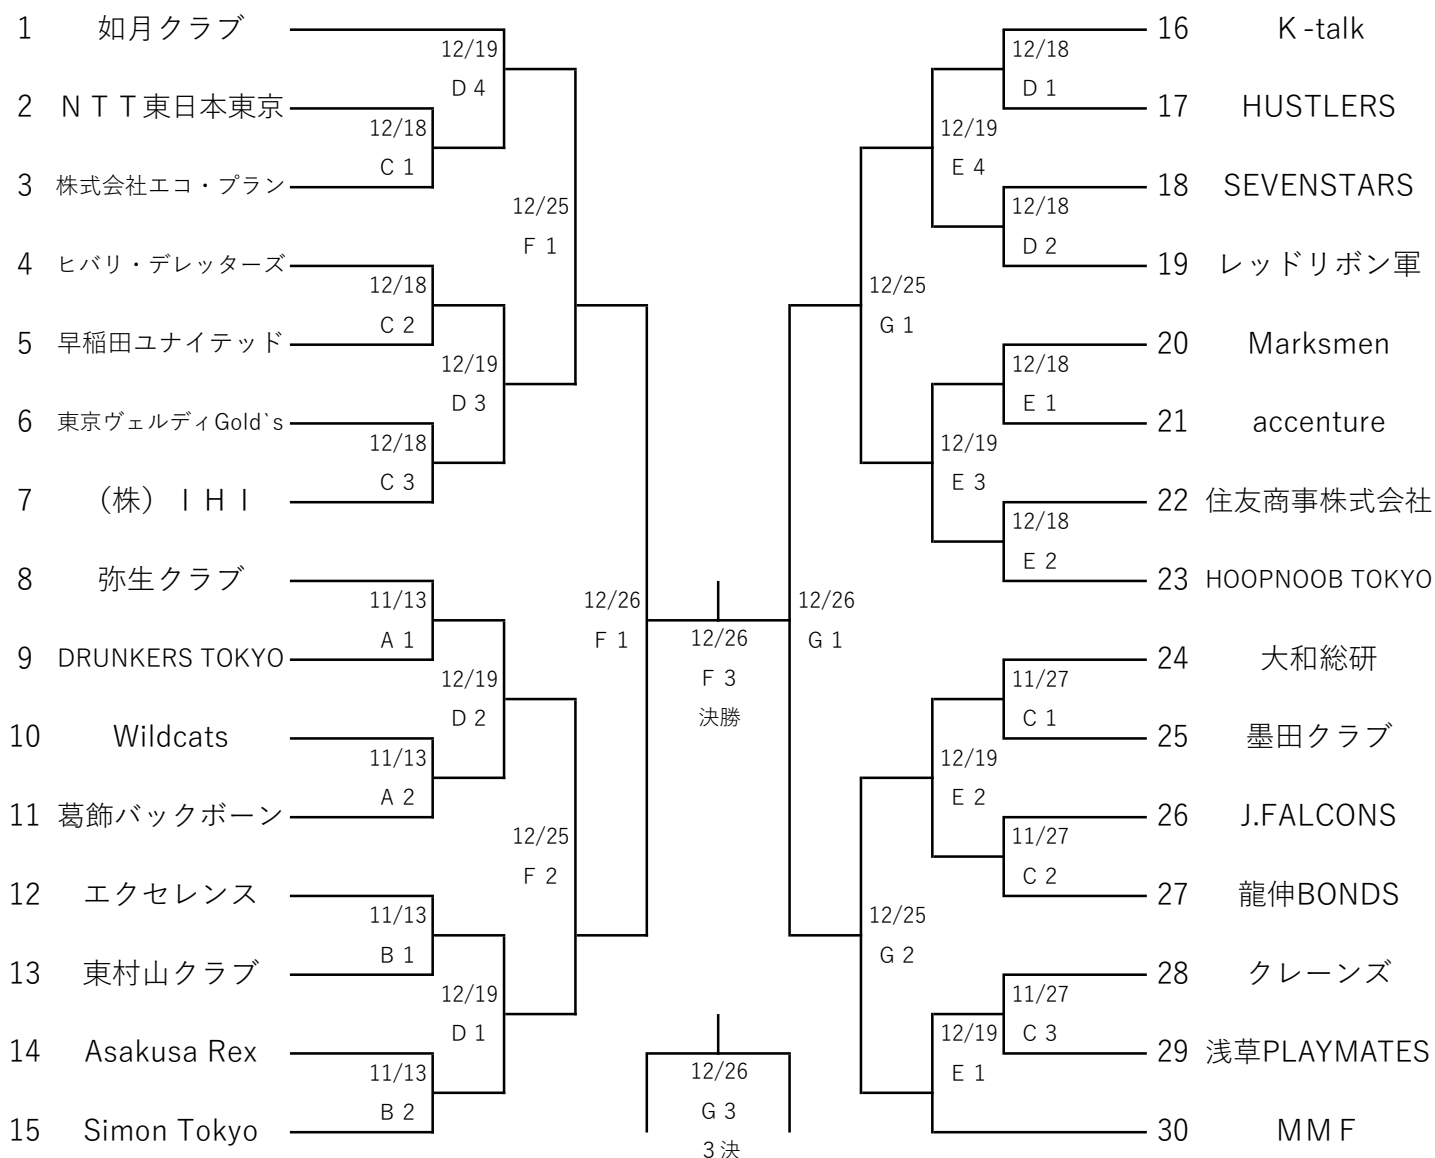 1 如月クラブ
2 ＮＴＴ東日本東京
3 株式会社エコ・プラン
4 ヒバリ・デレッターズ
5 早稲田ユナイテッド
6 東京ヴェルディGold`s
7 （株）ＩＨＩ
8 弥生クラブ
9 DRUNKERS TOKYO
10 Wildcats
11 葛飾バックボーン
12 エクセレンス
13 東村山クラブ
14 Asakusa Rex
15 Simon Tokyo
12/18
C 1
12/18
C 2
12/18
C 3
11/13
A 1
11/13
A 2
11/13
B 1
11/13
B 2
12/19
D 4
12/19
D 3
12/19
D 2
12/19
D 1
12/25
F 1
12/25
F 2
12/26
F 1
12/26
F 3
決勝
12/26
G 3
３決
12/26
G 1
12/25
G 1
12/25
G 2
12/19
E 4
12/19
E 3
12/19
E 2
12/19
E 1
12/18
D 1
12/18
D 2
12/18
E 1
12/18
E 2
11/27
C 1
11/27
C 2
11/27
C 3
16 K -talk
17 HUSTLERS
18 SEVENSTARS
19 レッドリボン軍
20 Marksmen
21 accenture
22 住友商事株式会社
23 HOOPNOOB TOKYO
24 大和総研
25 墨田クラブ
26 J.FALCONS
27 龍伸BONDS
28 クレーンズ
29 浅草PLAYMATES
30 ＭＭＦ